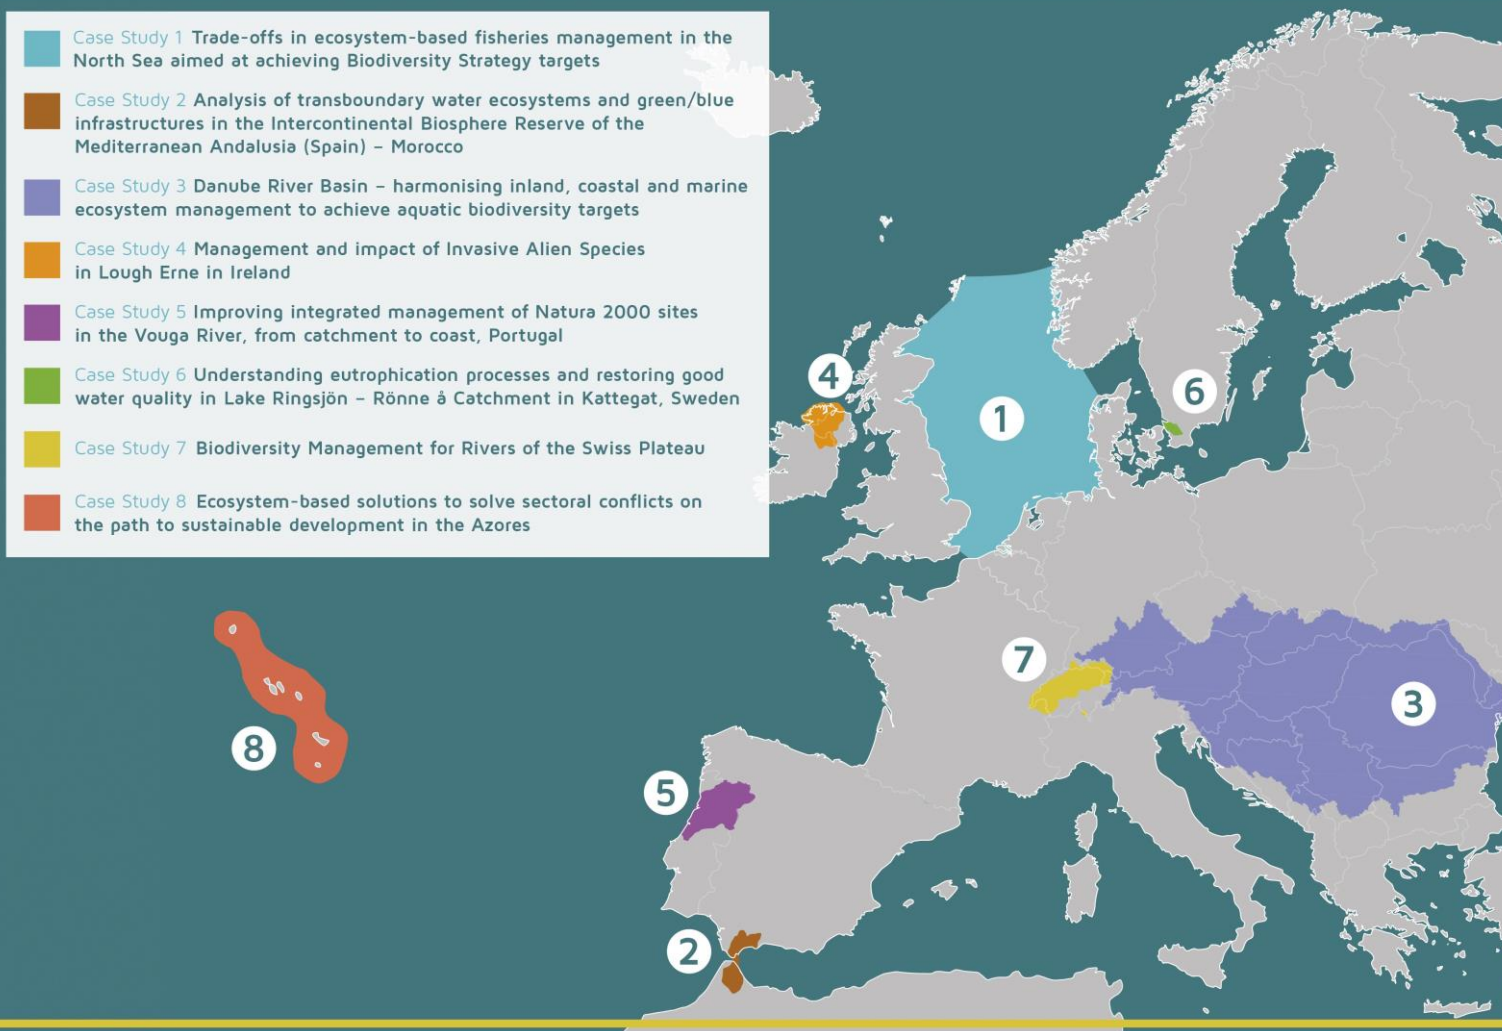 Case Study 1 Trade-offs in ecosystem-based fisheries management in the
North Sea aimed at achieving Biodiversity Strategy targets
Case Study 2 Analysis of transboundary water ecosystems and green/blue
infrastructures in the Intercontinental Biosphere Reserve of the
Mediterranean Andalusia (Spain) – Morocco
Case Study 3 Danube River Basin – harmonising inland, coastal and marine
ecosystem management to achieve aquatic biodiversity targets
Case Study 4 Management and impact of Invasive Alien Species
in Lough Erne in Ireland
Case Study 5 Improving integrated management of Natura 2000 sites
in the Vouga River, from catchment to coast, Portugal
Case Study 6 Understanding eutrophication processes and restoring good
water quality in Lake Ringsjön – Rönne å Catchment in Kattegat, Sweden
Case Study 7 Biodiversity Management for Rivers of the Swiss Plateau
Case Study 8 Ecosystem-based solutions to solve sectoral conflicts on
the path to sustainable development in the Azores
4
6
1
7
3
8
5
2